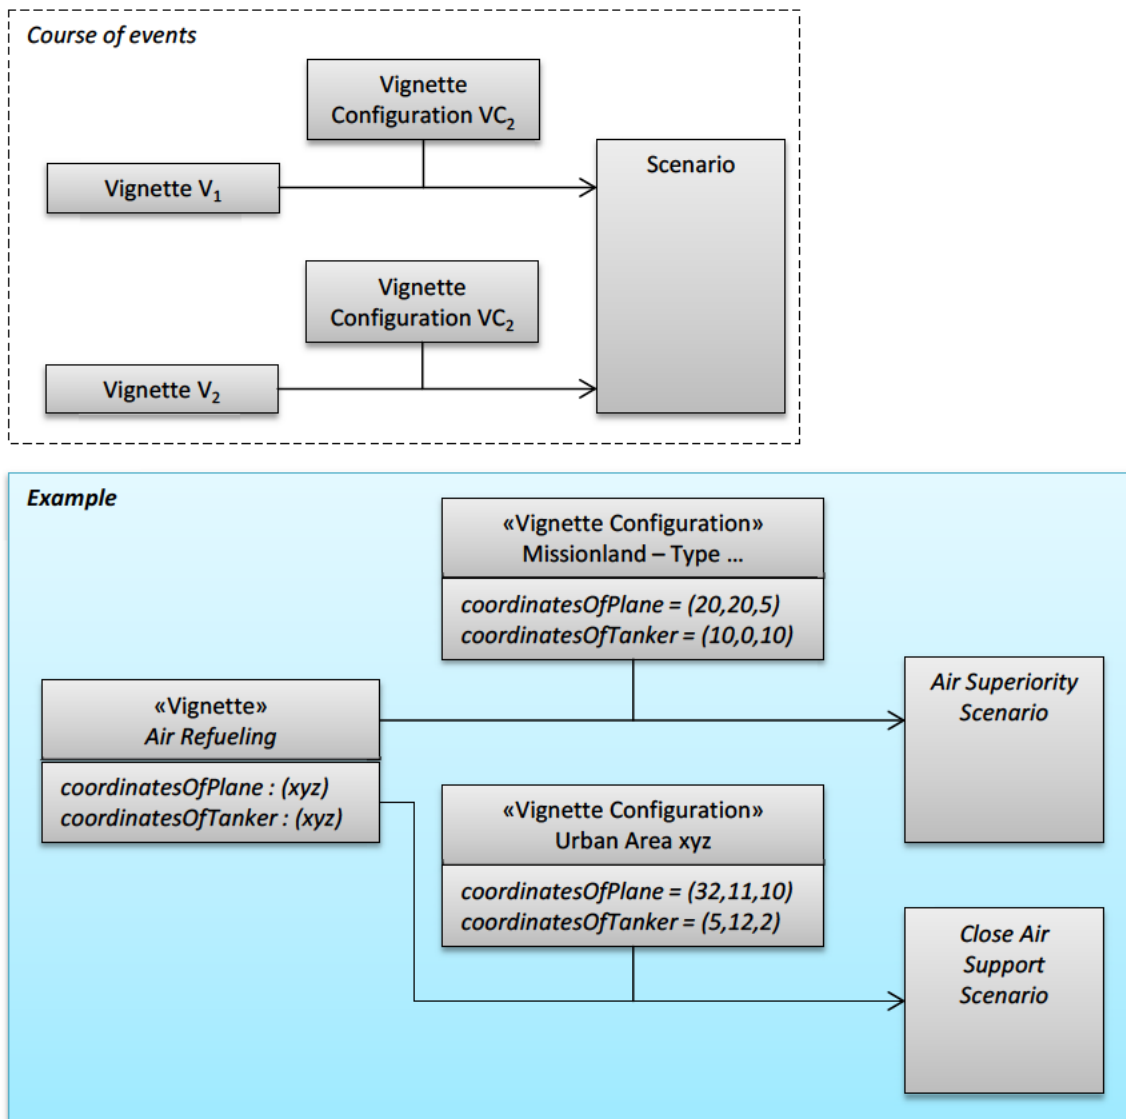 Course of events
Vignette
Configuration VC₂
Vignette V₁
Scenario
Vignette
Configuration VC₂
Vignette V₂
Example
«Vignette Configuration»
Missionland – Type ...
coordinatesOfPlane = (20,20,5)
coordinatesOfTanker = (10,0,10)
«Vignette»
Air Refueling
coordinatesOfPlane : (xyz)
coordinatesOfTanker : (xyz)
Air Superiority
Scenario
«Vignette Configuration»
Urban Area xyz
coordinatesOfPlane = (32,11,10)
coordinatesOfTanker = (5,12,2)
Close Air
Support
Scenario